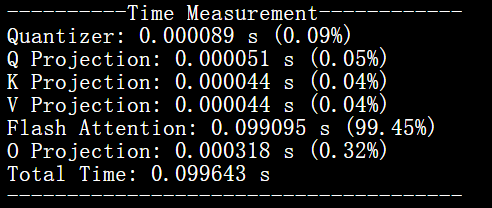 ----------Time Measurement------------
Quantizer: 0.000089 s (0.09%)
Q Projection: 0.000051 s (0.05%)
K Projection: 0.000044 s (0.04%)
V Projection: 0.000044 s (0.04%)
Flash Attention: 0.099095 s (99.45%)
O Projection: 0.000318 s (0.32%)
Total Time: 0.099643 s
--------------------------------------